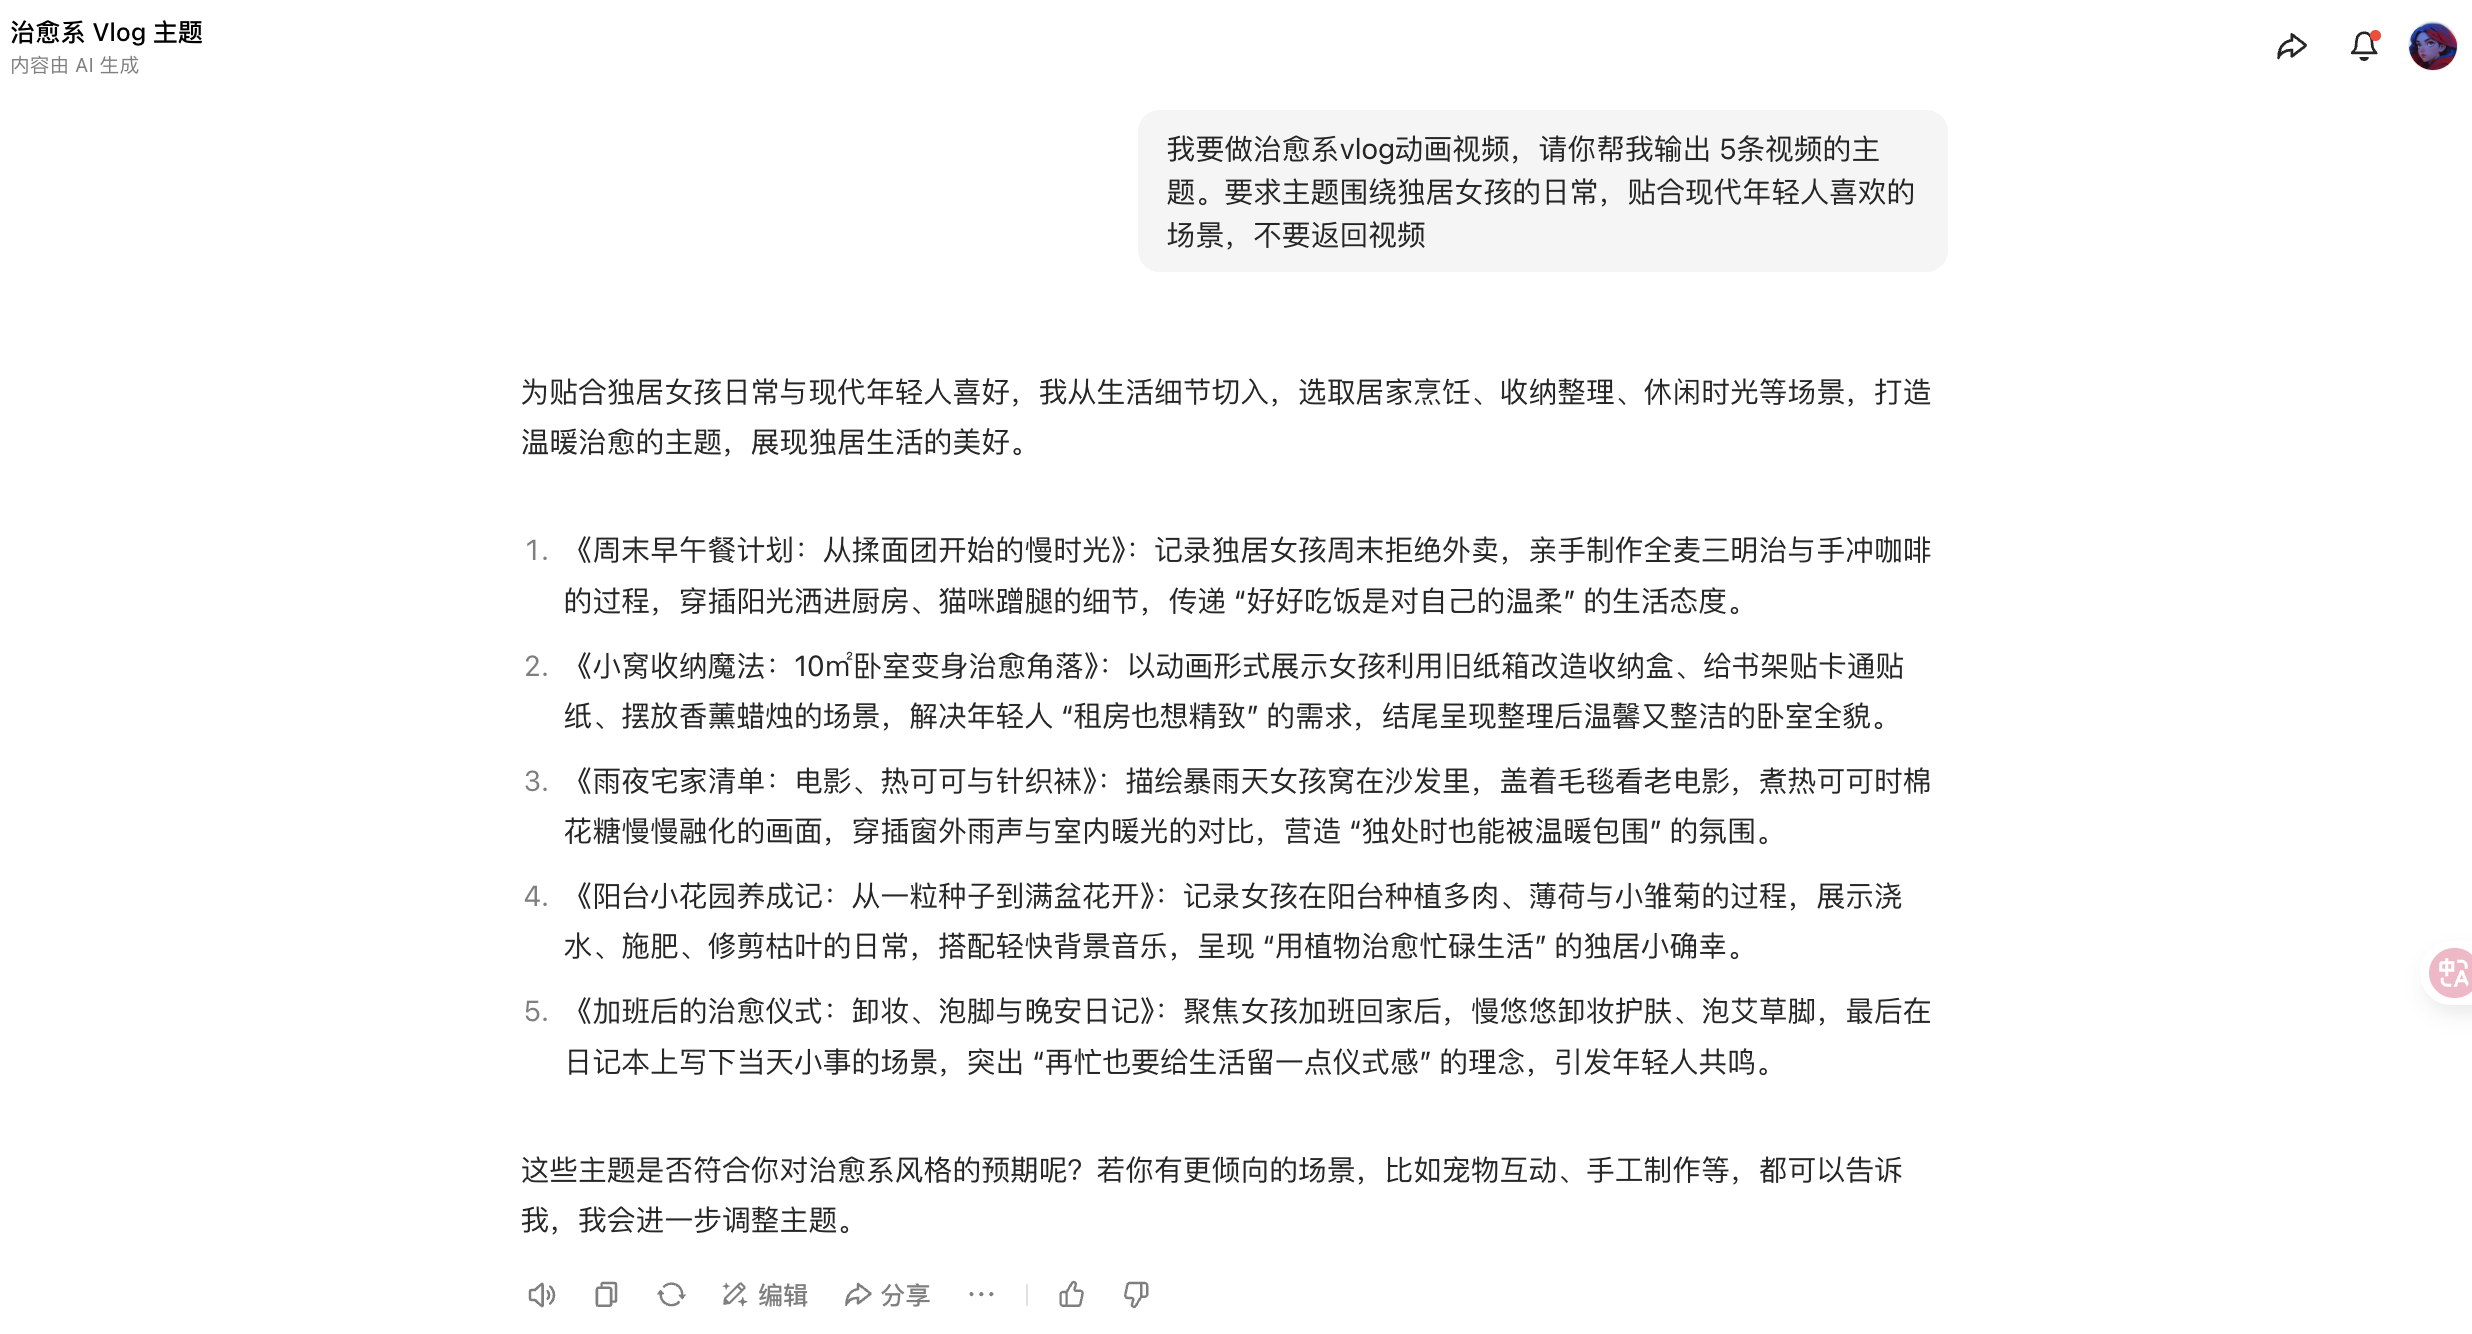 治愈系 Vlog 主题
内容由 AI 生成
我要做治愈系vlog动画视频，请你帮我输出 5条视频的主
题。要求主题围绕独居女孩的日常，贴合现代年轻人喜欢的
场景，不要返回视频
为贴合独居女孩日常与现代年轻人喜好，我从生活细节切入，选取居家烹饪、收纳整理、休闲时光等场景，打造
温暖治愈的主题，展现独居生活的美好。
1. 《周末早午餐计划：从揉面团开始的慢时光》：记录独居女孩周末拒绝外卖，亲手制作全麦三明治与手冲咖啡
的过程，穿插阳光洒进厨房、猫咪蹭腿的细节，传递 “好好吃饭是对自己的温柔” 的生活态度。
2. 《小窝收纳魔法：10㎡卧室变身治愈角落》：以动画形式展示女孩利用旧纸箱改造收纳盒、给书架贴卡通贴
纸、摆放香薰蜡烛的场景，解决年轻人 “租房也想精致” 的需求，结尾呈现整理后温馨又整洁的卧室全貌。
3. 《雨夜宅家清单：电影、热可可与针织袜》：描绘暴雨天女孩窝在沙发里，盖着毛毯看老电影，煮热可可时棉
花糖慢慢融化的画面，穿插窗外雨声与室内暖光的对比，营造 “独处时也能被温暖包围” 的氛围。
4. 《阳台小花园养成记：从一粒种子到满盆花开》：记录女孩在阳台种植多肉、薄荷与小雏菊的过程，展示浇
水、施肥、修剪枯叶的日常，搭配轻快背景音乐，呈现 “用植物治愈忙碌生活” 的独居小确幸。
5. 《加班后的治愈仪式：卸妆、泡脚与晚安日记》：聚焦女孩加班回家后，慢悠悠卸妆护肤、泡艾草脚，最后在
日记本上写下当天小事的场景，突出 “再忙也要给生活留一点仪式感” 的理念，引发年轻人共鸣。
这些主题是否符合你对治愈系风格的预期呢？若你有更倾向的场景，比如宠物互动、手工制作等，都可以告诉
我，我会进一步调整主题。
编辑 分享
中 A